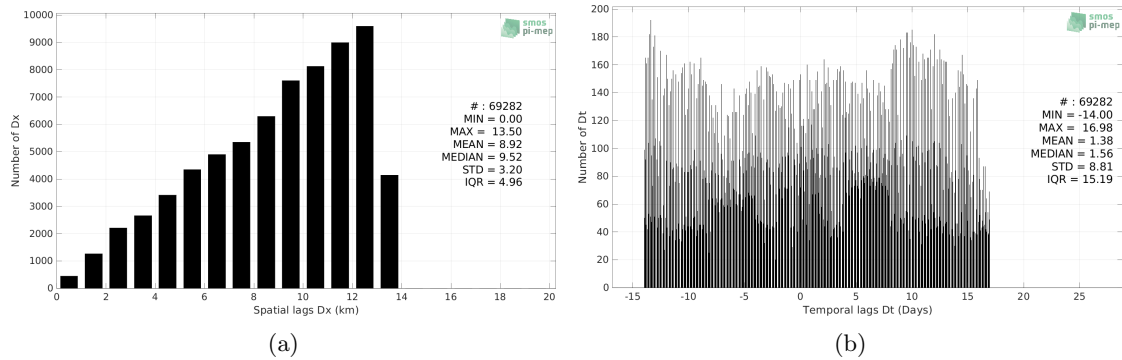 10000
9000
8000
7000
6000
5000
4000
3000
2000
1000
0
Number of Dx
0 2 4 6 8 10 12 14 16 18 20
Spatial lags Dx (km)
smos
pi-mep
# : 69282
MIN = 0.00
MAX = 13.50
MEAN = 8.92
MEDIAN = 9.52
STD = 3.20
IQR = 4.96
(a)
200
180
160
140
120
100
80
60
40
20
0
Number of Dt
-15 -10 -5 0 5 10 15 20 25
Temporal lags Dt (Days)
smos
pi-mep
# : 69282
MIN = -14.00
MAX = 16.98
MEAN = 1.38
MEDIAN = 1.56
STD = 8.81
IQR = 15.19
(b)